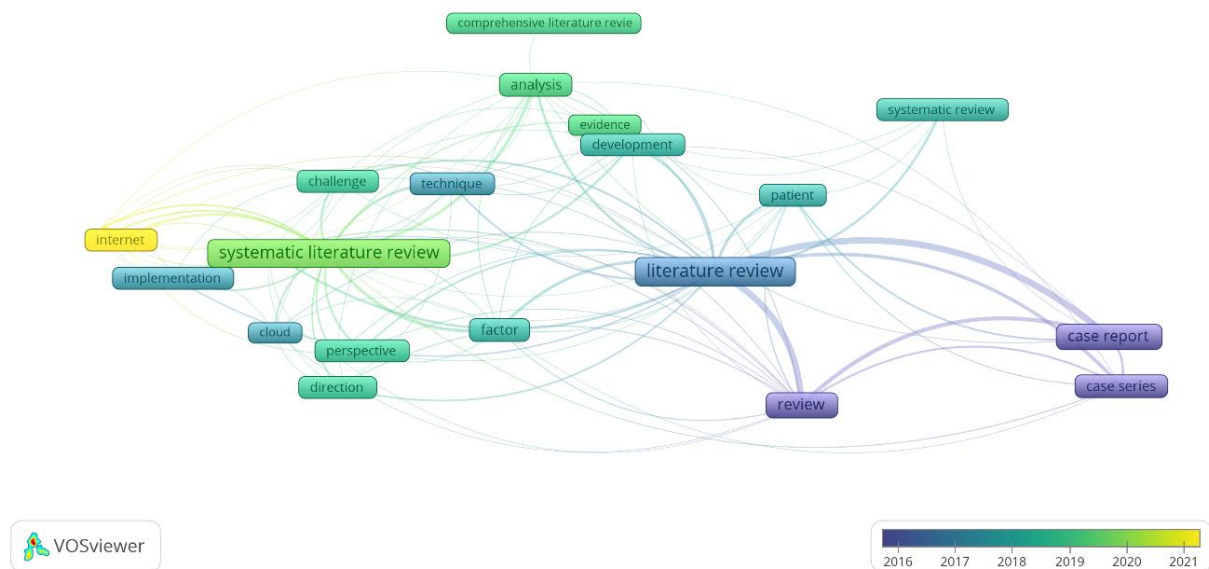 comprehensive literature revie
analysis
systematic review
evidence
development
challenge
technique
patient
internet
systematic literature review
literature review
implementation
cloud
factor
case report
perspective
direction
case series
review
VOSviewer
2016 2017 2018 2019 2020 2021